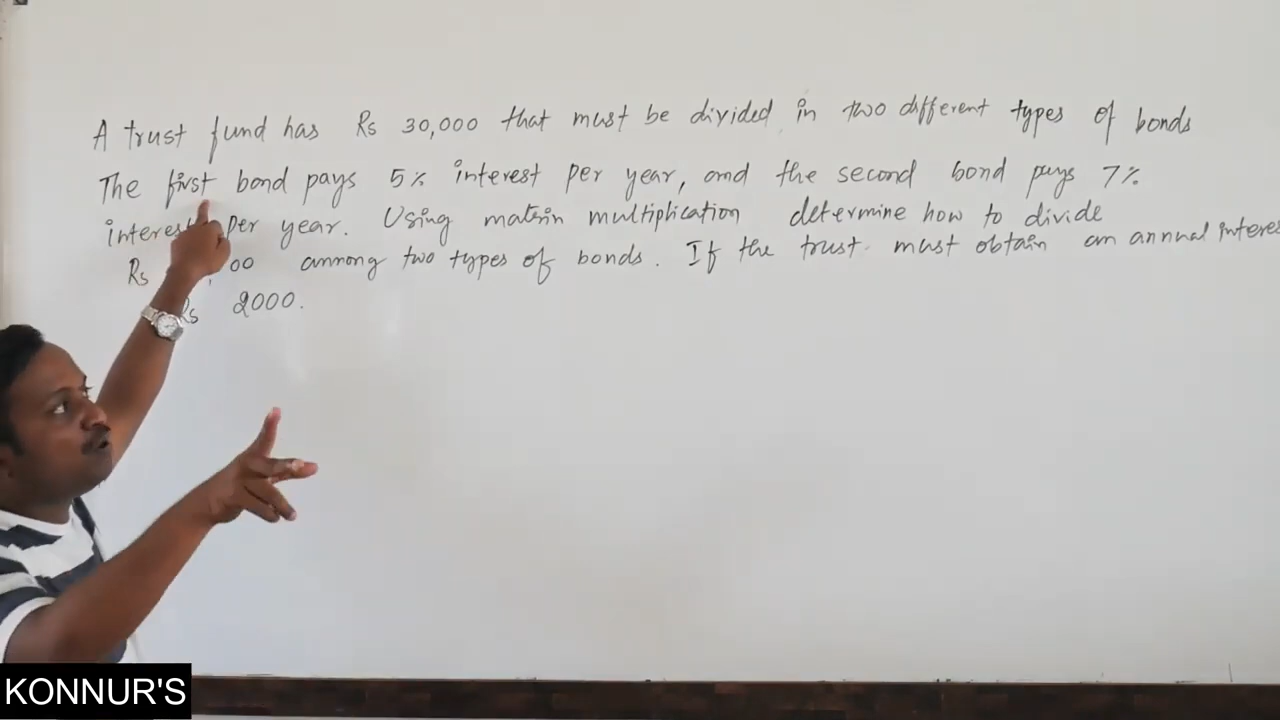 A trust fund has Rs 30,000 that must be divided in two different types of bonds
The first bond pays 5% interest per year, and the second bond pays 7%
per year. Using matrix multiplication determine how to divide
Rs among two types of bonds. If the trust must obtain an annual
Rs 2000.
KONNUR'S